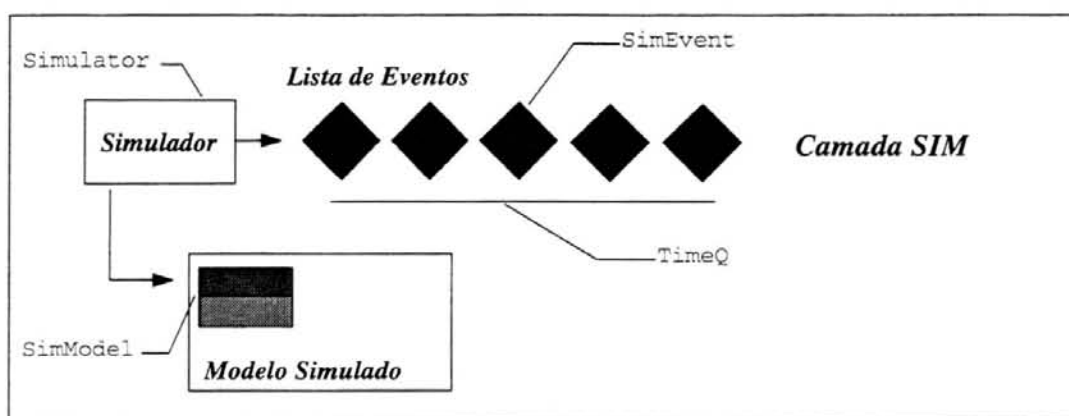 SimEvent
Simulator
Lista de Eventos
Simulador
Camada SIM
TimeQ
SimModel
Modelo Simulado